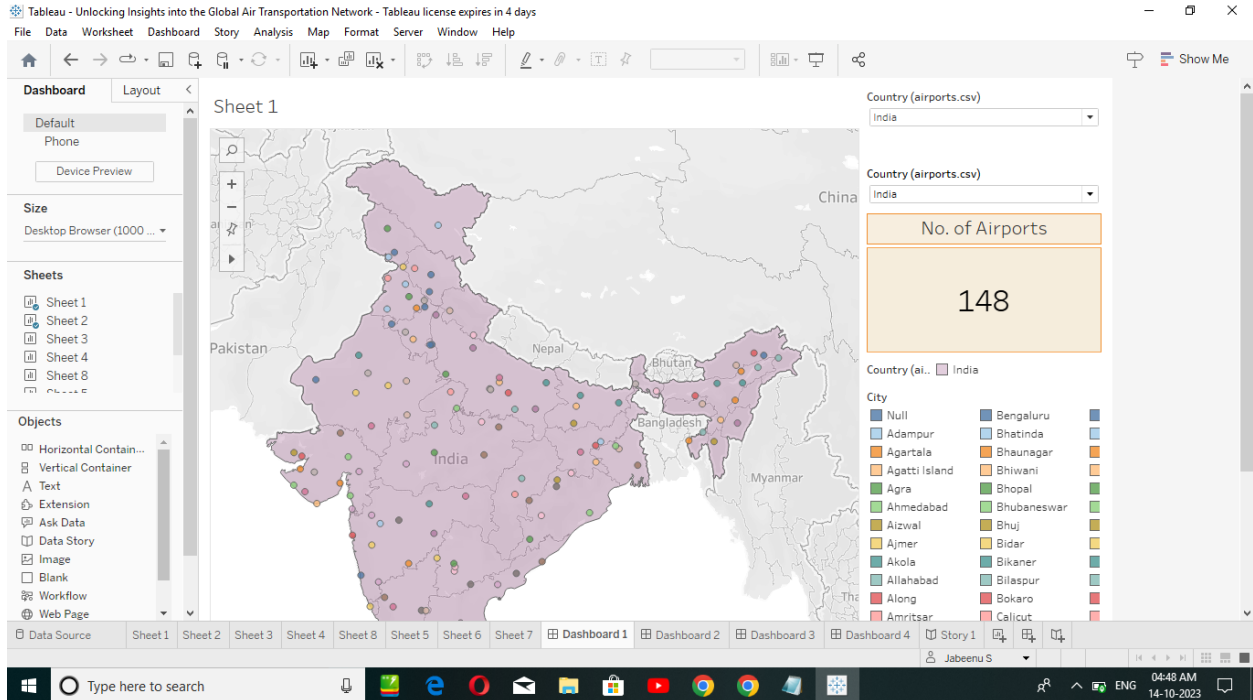 Tableau - Unlocking Insights into the Global Air Transportation Network - Tableau license expires in 4 days
File Data Worksheet Dashboard Story Analysis Map Format Server Window Help
Show Me
Dashboard Layout
Default
Phone
Device Preview
Size
Desktop Browser (1000 ...
Sheets
Sheet 1
Sheet 2
Sheet 3
Sheet 4
Sheet 8
Objects
Horizontal Contain...
Vertical Container
Text
Extension
Ask Data
Data Story
Image
Blank
Workflow
Web Page
Sheet 1
China
Pakistan
Nepal
Bhutan
Bangladesh
India
Myanmar
Country (airports.csv)
India
Country (airports.csv)
India
No. of Airports
148
Country (ai.. India
City
Null Bengaluru
Adampur Bhatinda
Agartala Bhaunagar
Agatti Island Bhiwani
Agra Bhopal
Ahmedabad Bhubaneswar
Aizwal Bhuj
Ajmer Bidar
Akola Bikaner
Allahabad Bilaspur
Along Bokaro
Amritsar Calicut
Data Source Sheet 1 Sheet 2 Sheet 3 Sheet 4 Sheet 8 Sheet 5 Sheet 6 Sheet 7 Dashboard 1 Dashboard 2 Dashboard 3 Dashboard 4 Story 1
Jabeenu S
Type here to search
ENG
04:48 AM
14-10-2023